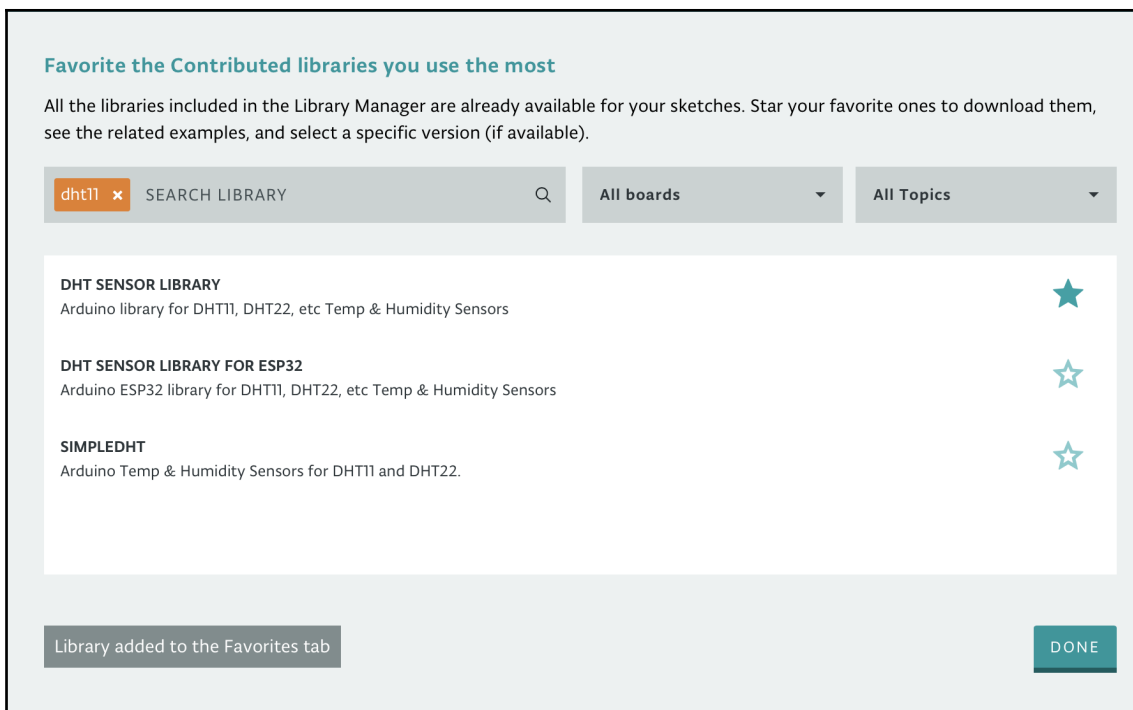 Favorite the Contributed libraries you use the most
All the libraries included in the Library Manager are already available for your sketches. Star your favorite ones to download them,
see the related examples, and select a specific version (if available).
dht11 × SEARCH LIBRARY
All boards
All Topics
DHT SENSOR LIBRARY
Arduino library for DHT11, DHT22, etc Temp & Humidity Sensors
DHT SENSOR LIBRARY FOR ESP32
Arduino ESP32 library for DHT11, DHT22, etc Temp & Humidity Sensors
SIMPLEDHT
Arduino Temp & Humidity Sensors for DHT11 and DHT22.
Library added to the Favorites tab
DONE